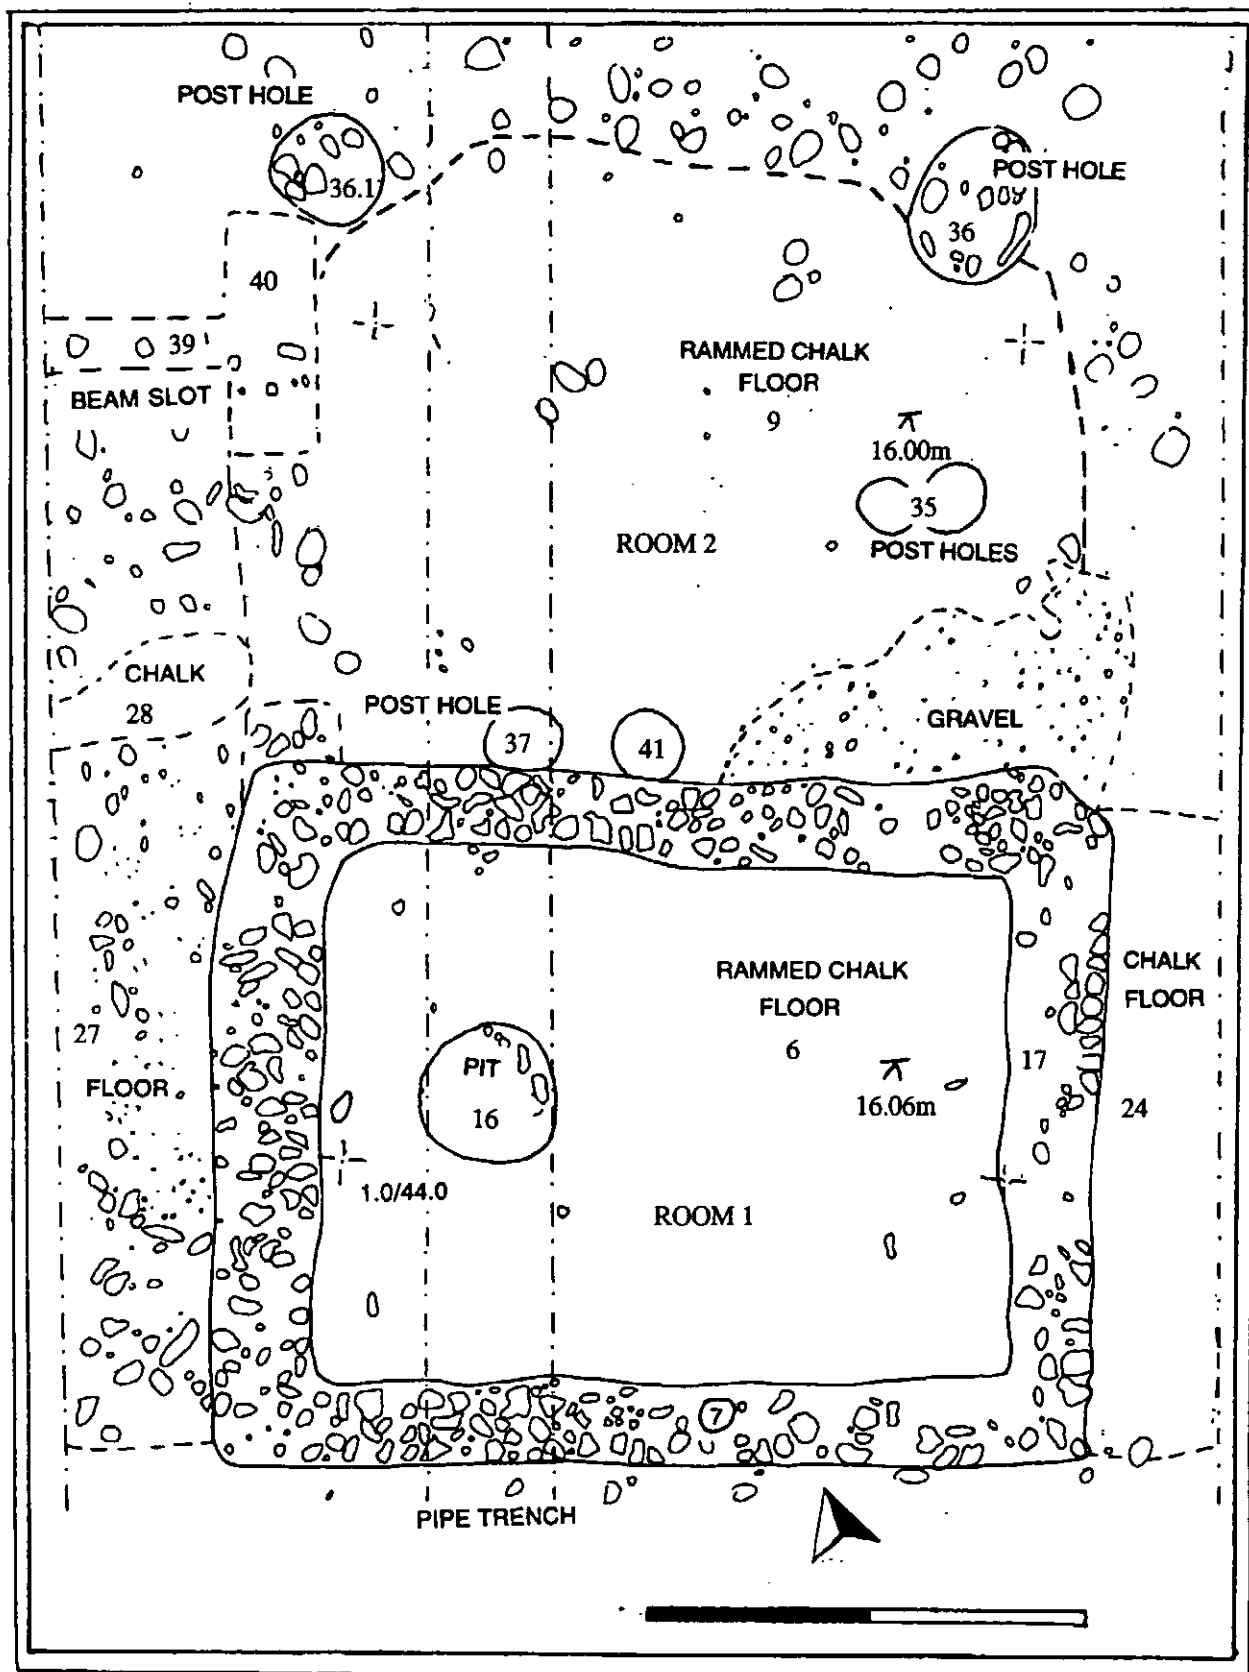 POST HOLE
36.1
POST HOLE
36
40
39
BEAM SLOT
RAMMED CHALK
FLOOR
9
16.00m
35
POST HOLES
ROOM 2
CHALK
28
POST HOLE
37
41
GRAVEL
RAMMED CHALK
FLOOR
6
CHALK
FLOOR
27
FLOOR
PIT
16
16.06m
17
24
1.0/44.0
ROOM 1
7
PIPE TRENCH